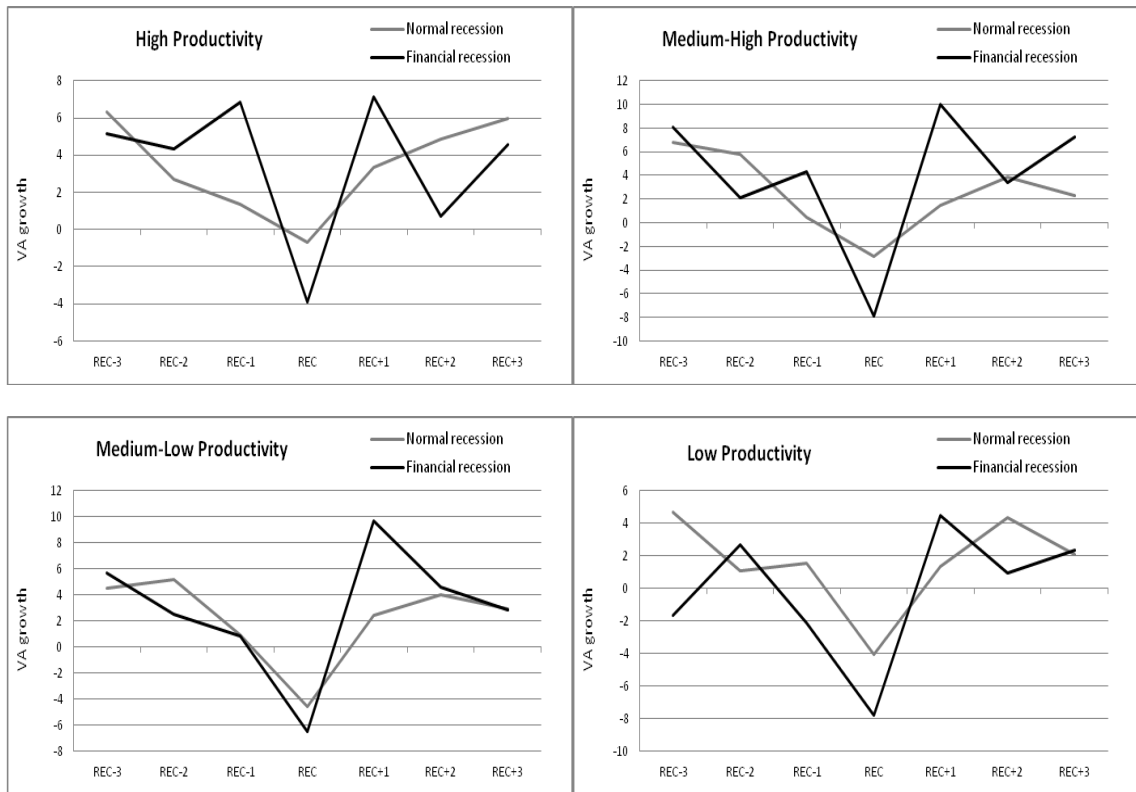 High Productivity
Normal recession
Financial recession
8
6
4
2
0
-2
-4
-6
VA growth
REC-3 REC-2 REC-1 REC REC+1 REC+2 REC+3
Medium-High Productivity
Normal recession
Financial recession
12
10
8
6
4
2
0
-2
-4
-6
-8
-10
VA growth
REC-3 REC-2 REC-1 REC REC+1 REC+2 REC+3
Medium-Low Productivity
Normal recession
Financial recession
12
10
8
6
4
2
0
-2
-4
-6
-8
VA growth
REC-3 REC-2 REC-1 REC REC+1 REC+2 REC+3
Low Productivity
Normal recession
Financial recession
6
4
2
0
-2
-4
-6
-8
-10
VA growth
REC-3 REC-2 REC-1 REC REC+1 REC+2 REC+3